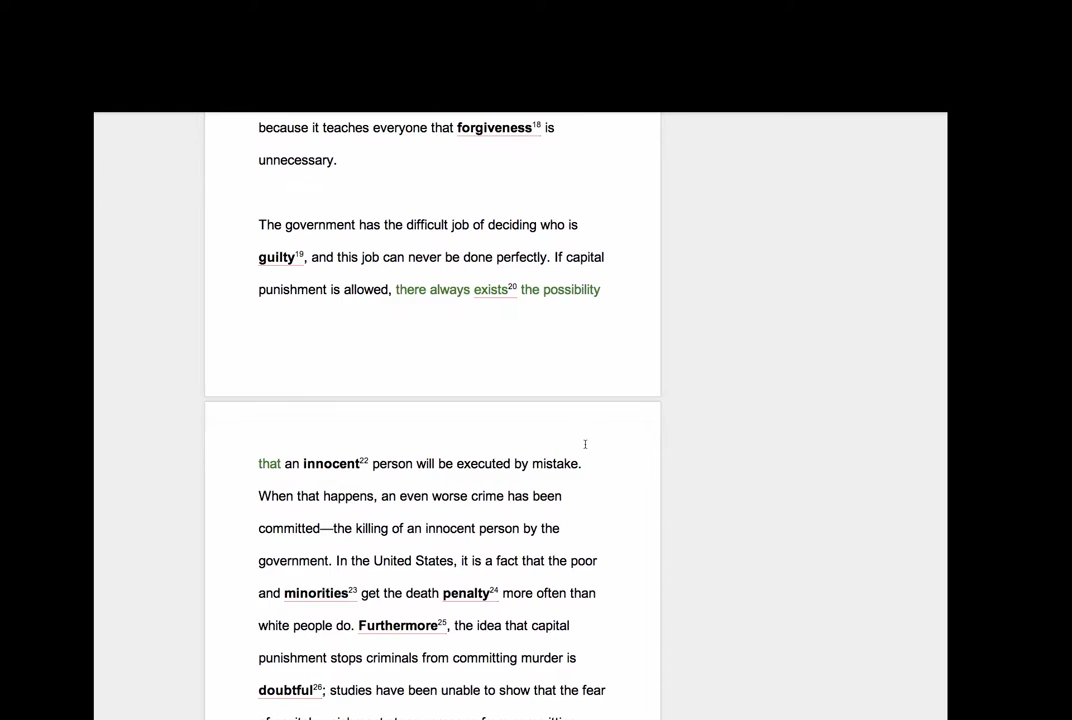 because it teaches everyone that forgiveness18 is
unnecessary.
The government has the difficult job of deciding who is
guilty19, and this job can never be done perfectly. If capital
punishment is allowed, there always exists20 the possibility
that an innocent22 person will be executed by mistake.
When that happens, an even worse crime has been
committed—the killing of an innocent person by the
government. In the United States, it is a fact that the poor
and minorities23 get the death penalty24 more often than
white people do. Furthermore25, the idea that capital
punishment stops criminals from committing murder is
doubtful26; studies have been unable to show that the fear